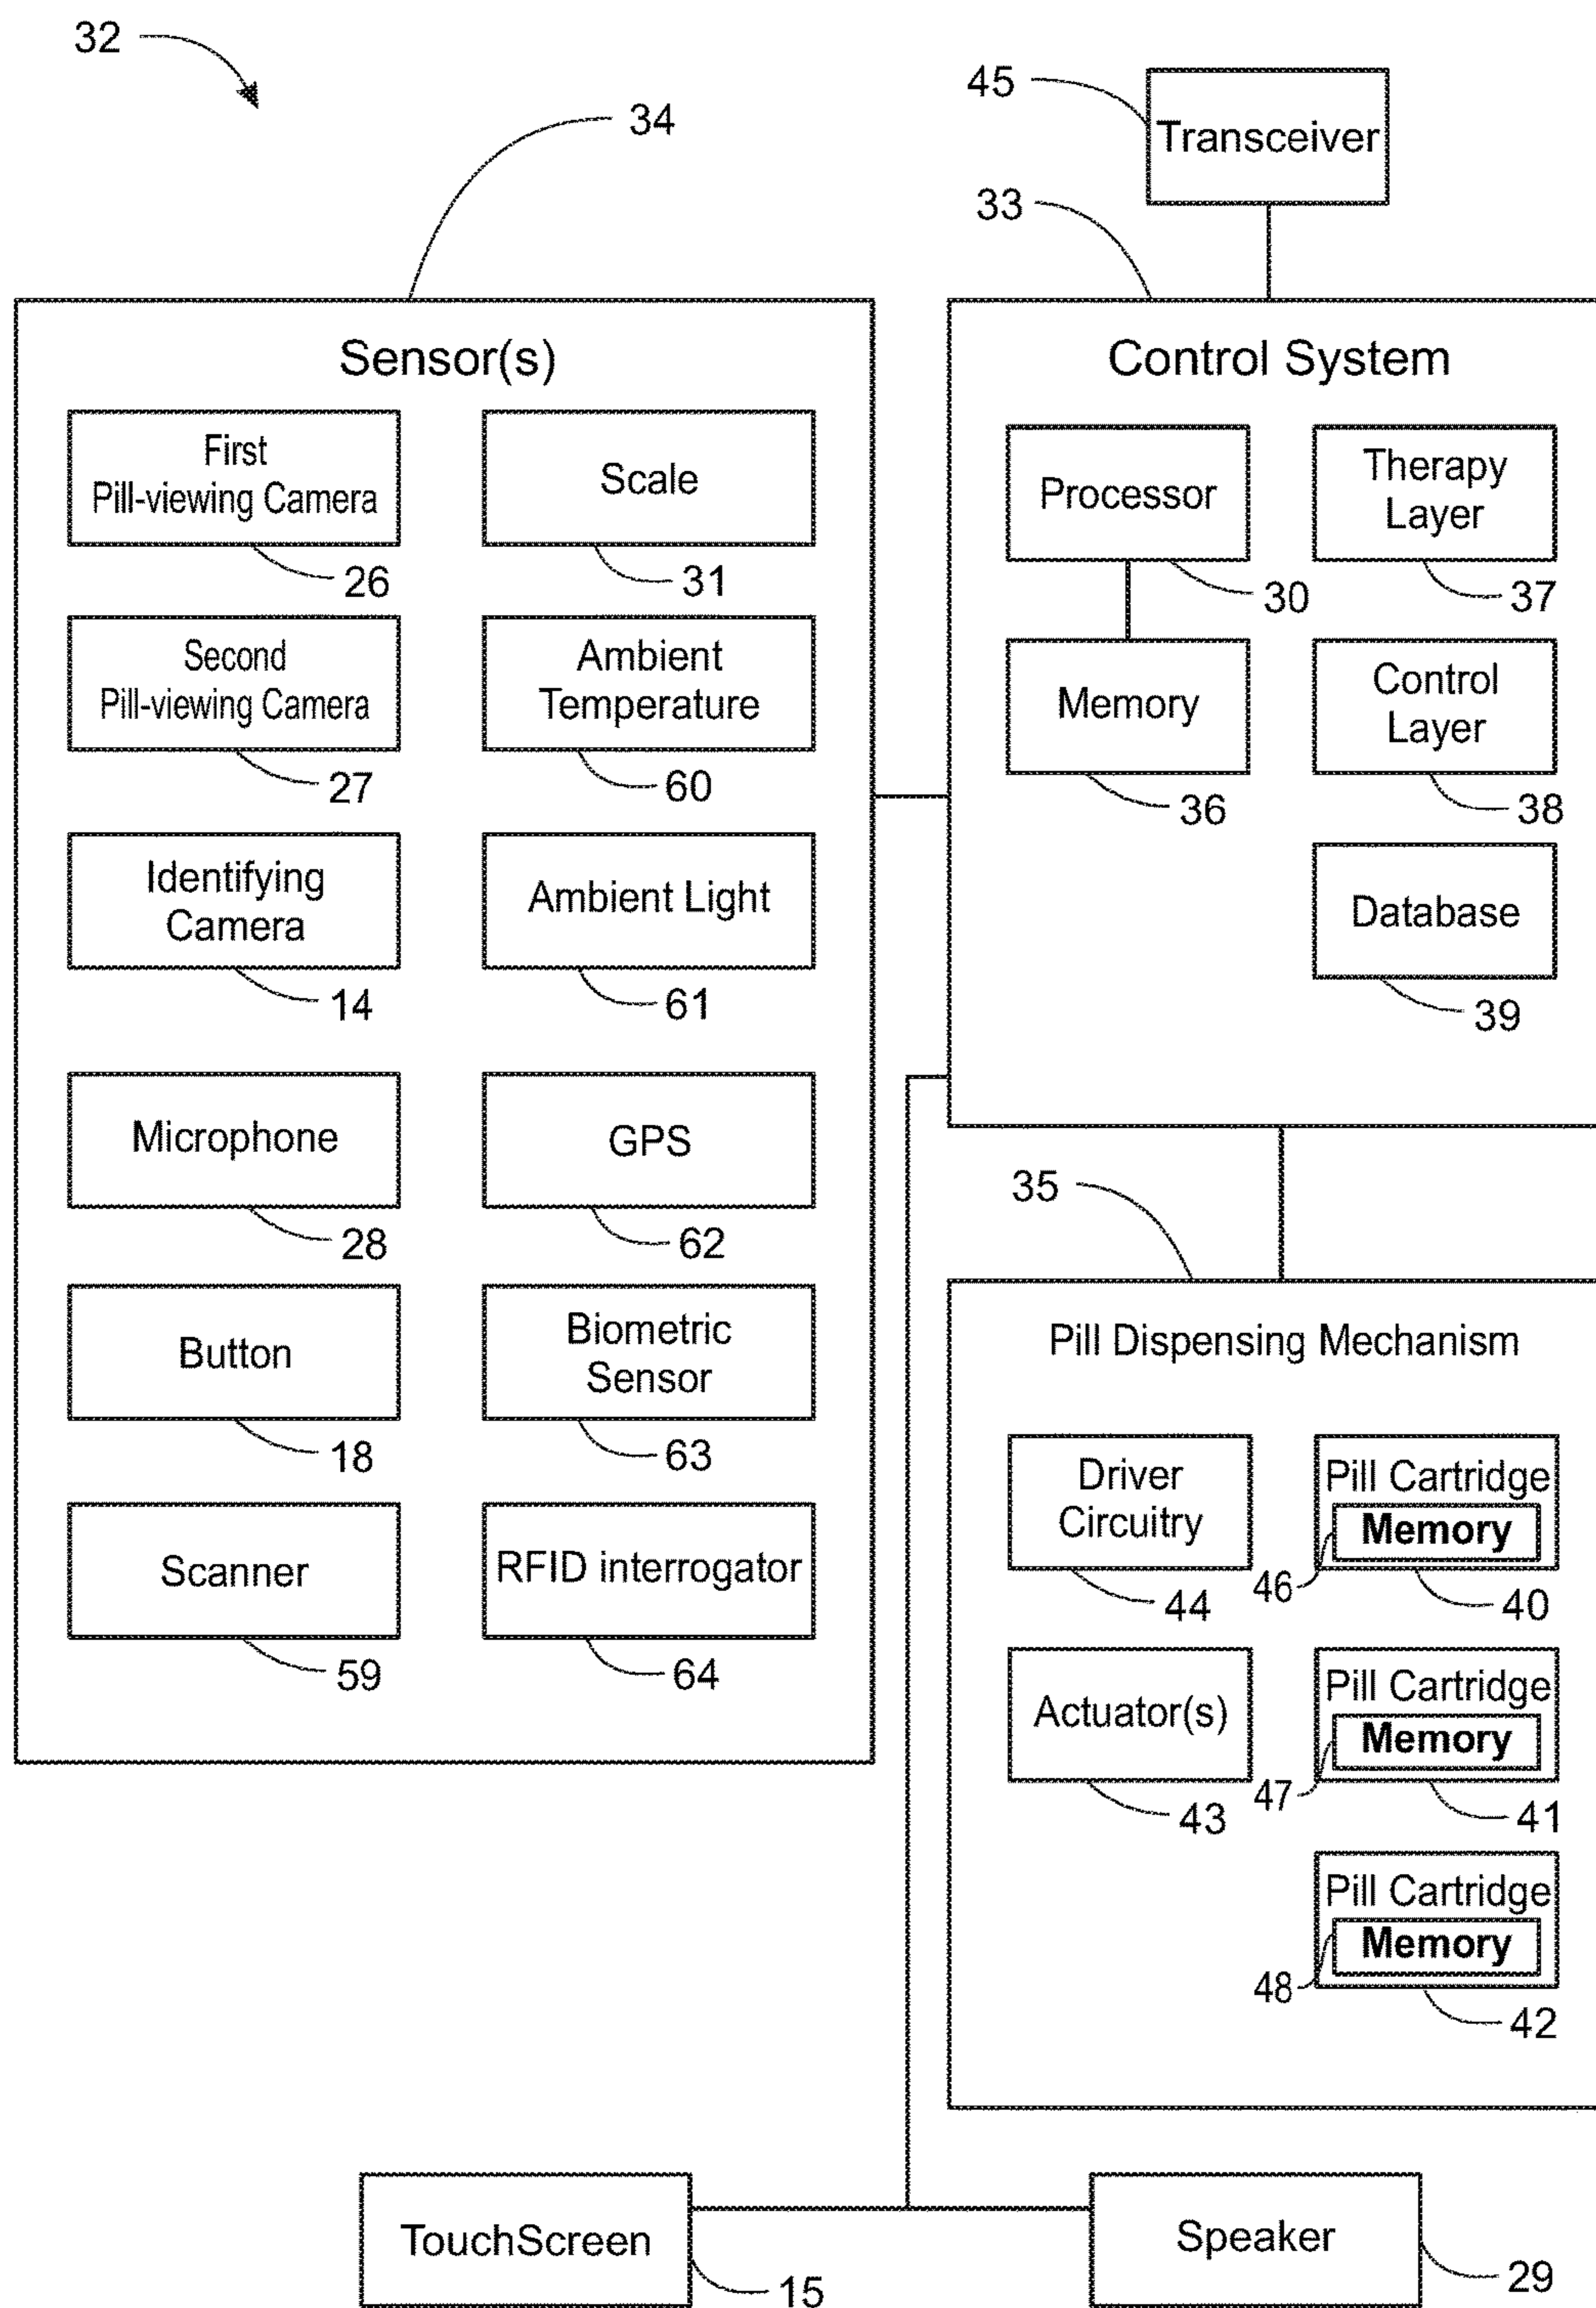 32
34
45
Transceiver
33
Sensor(s)
First
Pill-viewing Camera
26
Scale
31
Second
Pill-viewing Camera
27
Ambient
Temperature
60
Identifying
Camera
14
Ambient Light
61
Microphone
28
GPS
62
Button
18
Biometric
Sensor
63
Scanner
59
RFID interrogator
64
Control System
Processor
30
Therapy
Layer
37
Memory
36
Control
Layer
38
Database
39
35
Pill Dispensing Mechanism
Driver
Circuitry
44
Pill Cartridge
Memory
46
40
Actuator(s)
43
Pill Cartridge
Memory
47
41
Pill Cartridge
Memory
48
42
TouchScreen
15
Speaker
29